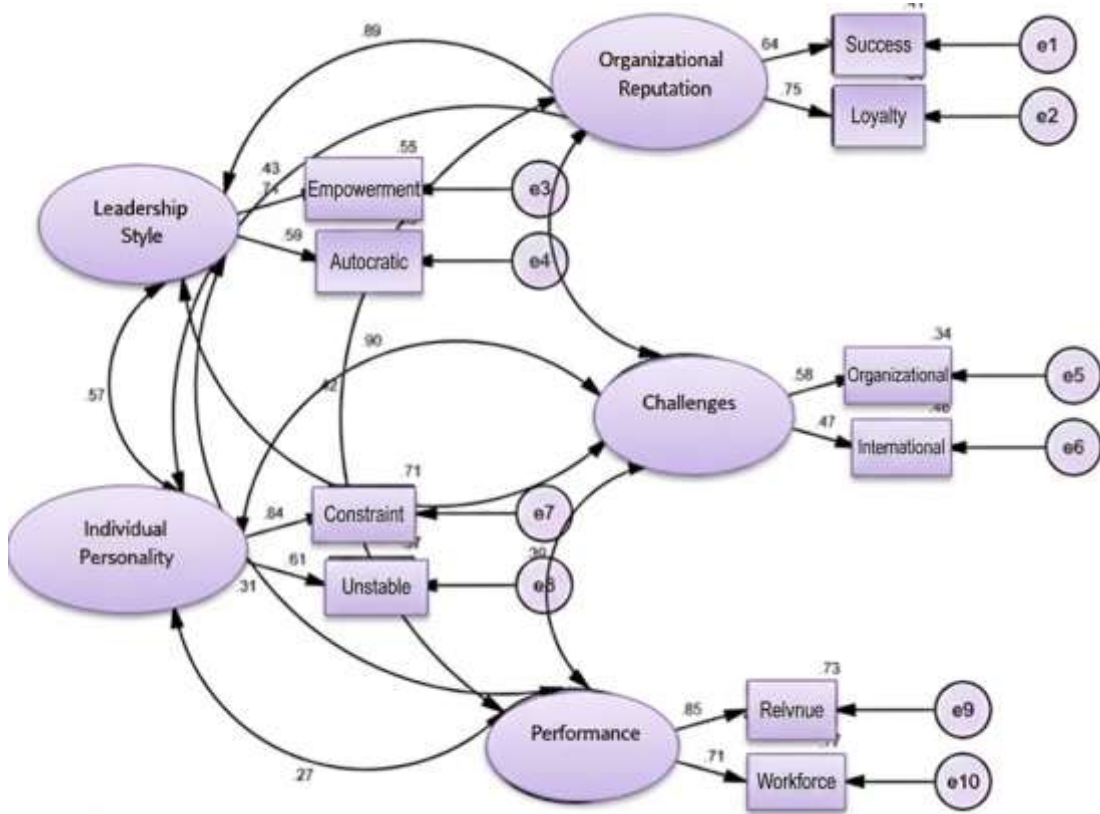 .89
Organizational
Reputation
.64
Success
e1
.75
Loyalty
e2
Leadership
Style
.43
.55
Empowerment
e3
.59
Autocratic
e4
.57
.90
Challenges
.34
.58
Organizational
e5
.47
International
e6
Individual
Personality
.71
.84
Constraint
e7
.61
Unstable
e8
.31
.27
Performance
.73
.85
Relvnue
e9
.71
Workforce
e10